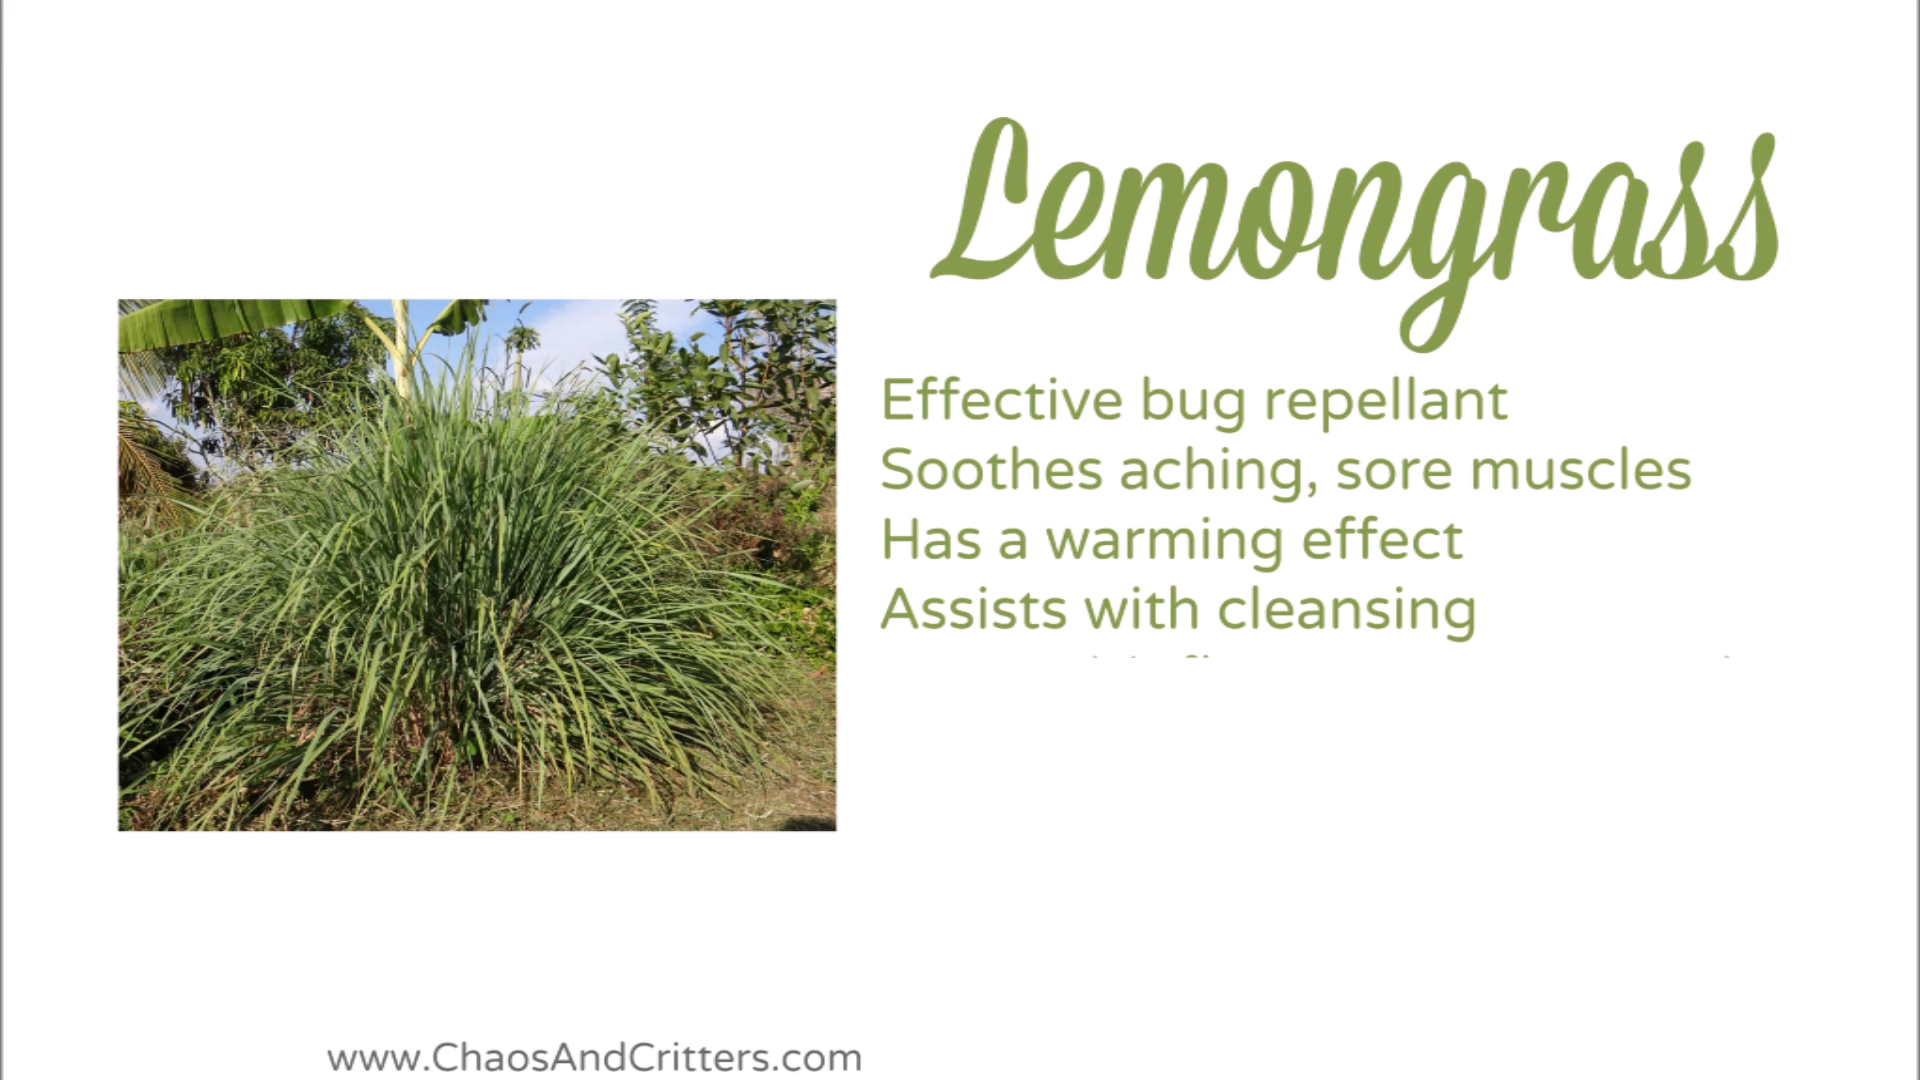 Lemongrass
Effective bug repellant
Soothes aching, sore muscles
Has a warming effect
Assists with cleansing
www.ChaosAndCritters.com